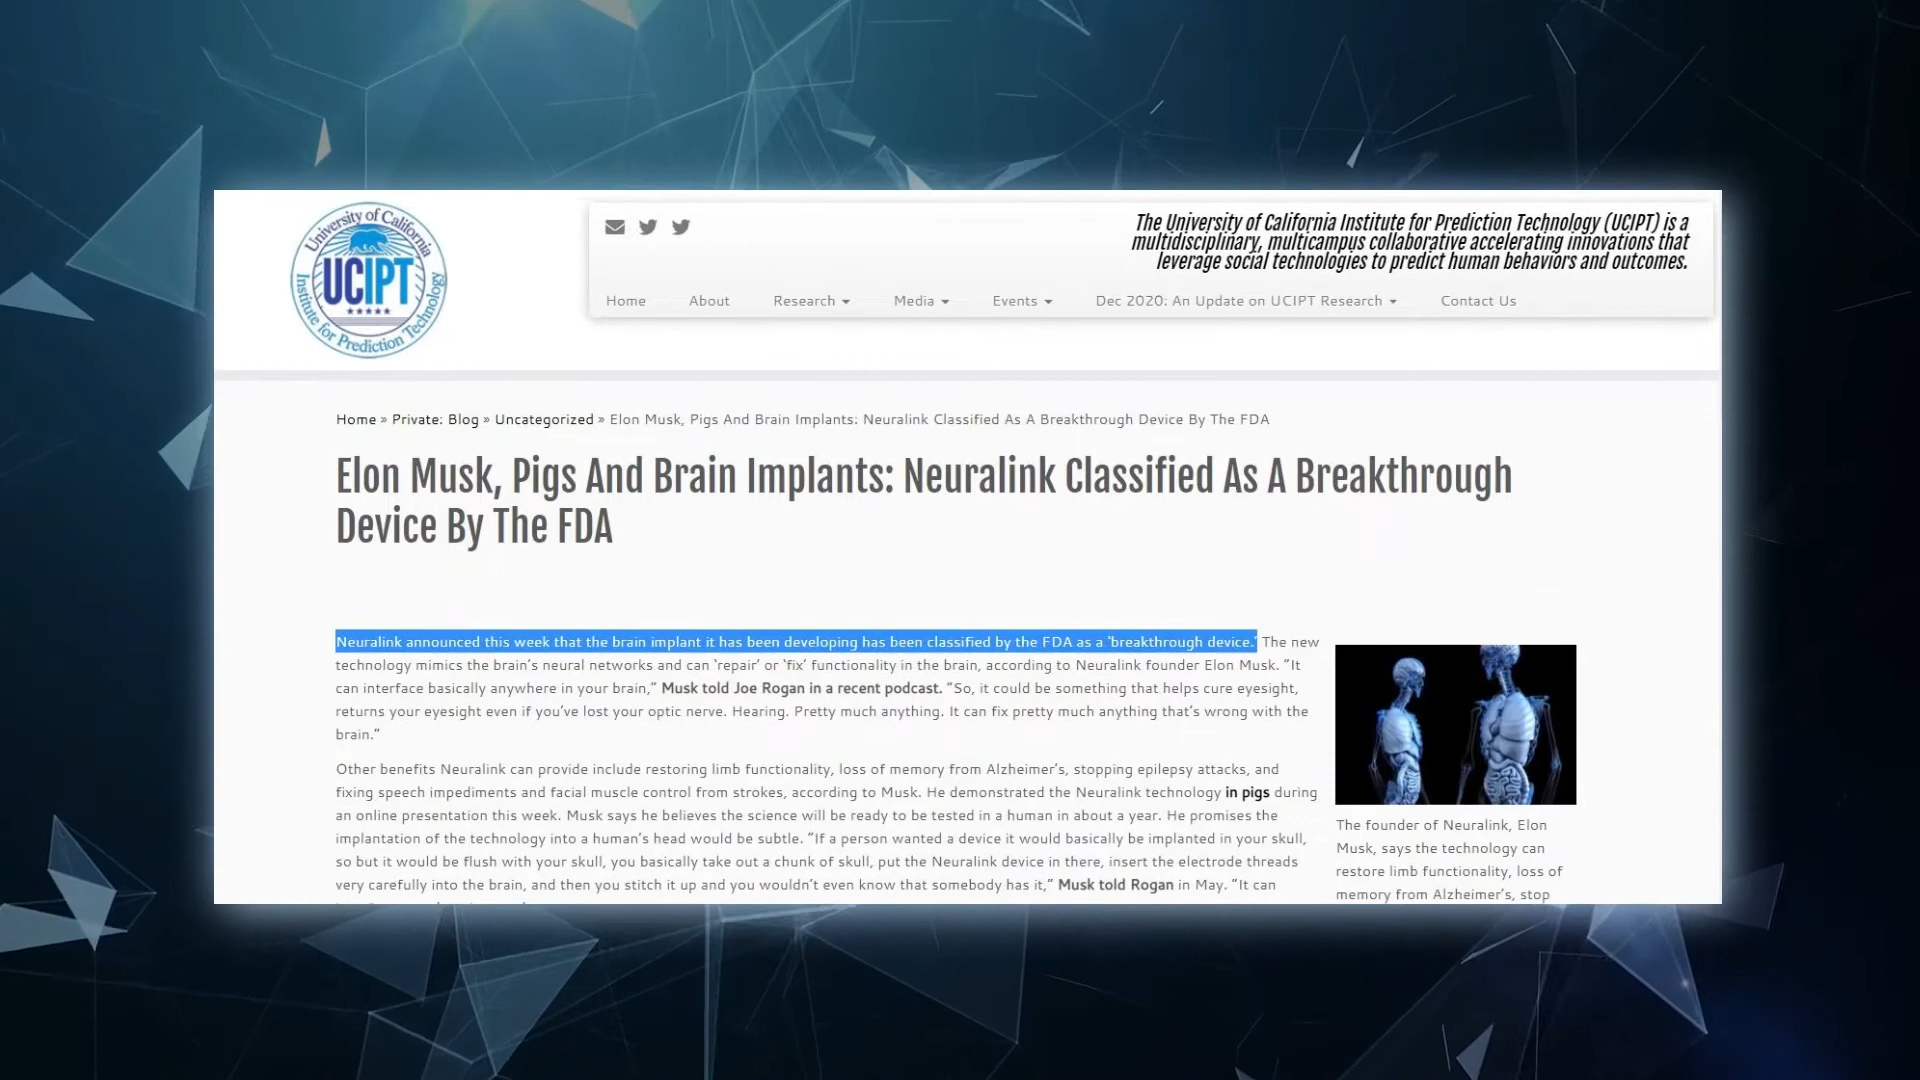 University of California
UCIPT
Institute for Prediction Technology
The University of California Institute for Prediction Technology (UCIPT) is a
multidisciplinary, multicampus collaborative accelerating innovations that
leverage social technologies to predict human behaviors and outcomes.
Home About Research Media Events Dec 2020: An Update on UCIPT Research Contact Us
Home » Private: Blog » Uncategorized » Elon Musk, Pigs And Brain Implants: Neuralink Classified As A Breakthrough Device By The FDA
Elon Musk, Pigs And Brain Implants: Neuralink Classified As A Breakthrough
Device By The FDA
Neuralink announced this week that the brain implant it has been developing has been classified by the FDA as a ‘breakthrough device.’ The new
technology mimics the brain’s neural networks and can ‘repair’ or ‘fix’ functionality in the brain, according to Neuralink founder Elon Musk. “It
can interface basically anywhere in your brain,” Musk told Joe Rogan in a recent podcast. “So, it could be something that helps cure eyesight,
returns your eyesight even if you’ve lost your optic nerve. Hearing. Pretty much anything. It can fix pretty much anything that’s wrong with the
brain.”
Other benefits Neuralink can provide include restoring limb functionality, loss of memory from Alzheimer’s, stopping epilepsy attacks, and
fixing speech impediments and facial muscle control from strokes, according to Musk. He demonstrated the Neuralink technology in pigs during
an online presentation this week. Musk says he believes the science will be ready to be tested in a human in about a year. He promises the
implantation of the technology into a human’s head would be subtle. “If a person wanted a device it would basically be implanted in your skull,
so but it would be flush with your skull, you basically take out a chunk of skull, put the Neuralink device in there, insert the electrode threads
very carefully into the brain, and then you stitch it up and you wouldn’t even know that somebody has it,” Musk told Rogan in May. “It can
The founder of Neuralink, Elon
Musk, says the technology can
restore limb functionality, loss of
memory from Alzheimer’s, stop